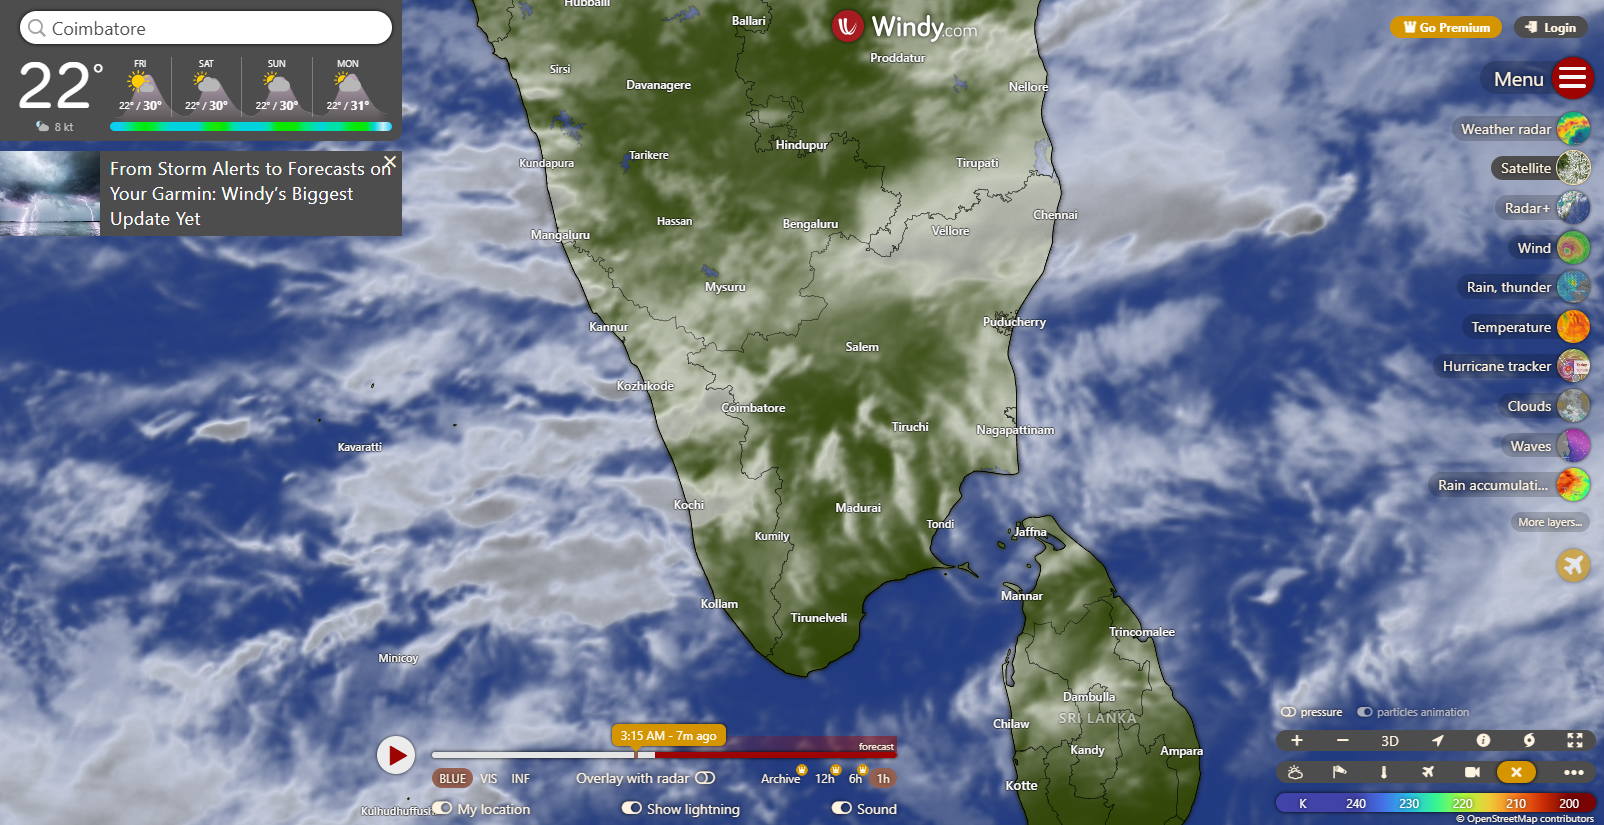 Coimbatore
22°
8 kt
FRI
SAT
SUN
MON
22° / 30°
22° / 30°
22° / 30°
22° / 31°
From Storm Alerts to Forecasts on
Your Garmin: Windy's Biggest
Update Yet
Windy.com
Go Premium
Login
Menu
Weather radar
Satellite
Radar+
Wind
Rain, thunder
Temperature
Hurricane tracker
Clouds
Waves
Rain accumulati...
More layers...
Hubballi
Ballari
Proddatur
Sirsi
Davanagere
Nellore
Hindupur
Kundapura
Tarikere
Tirupati
Hassan
Bengaluru
Chennai
Mangaluru
Vellore
Mysuru
Kannur
Puducherry
Salem
Kozhikode
Coimbatore
Tiruchi
Nagapattinam
Kavaratti
Kochi
Madurai
Tondi
Kumily
Jaffna
Mannar
Kollam
Tirunelveli
Trincomalee
Minicoy
Dambulla
SRI LANKA
Chilaw
Kandy
Ampara
Kotte
Kulhudhuffush
3:15 AM - 7m ago
forecast
BLUE VIS INF
Overlay with radar
Archive 12h 6h 1h
My location
Show lightning
Sound
pressure
particles animation
+ − 3D
K 240 230 220 210 200
© OpenStreetMap contributors